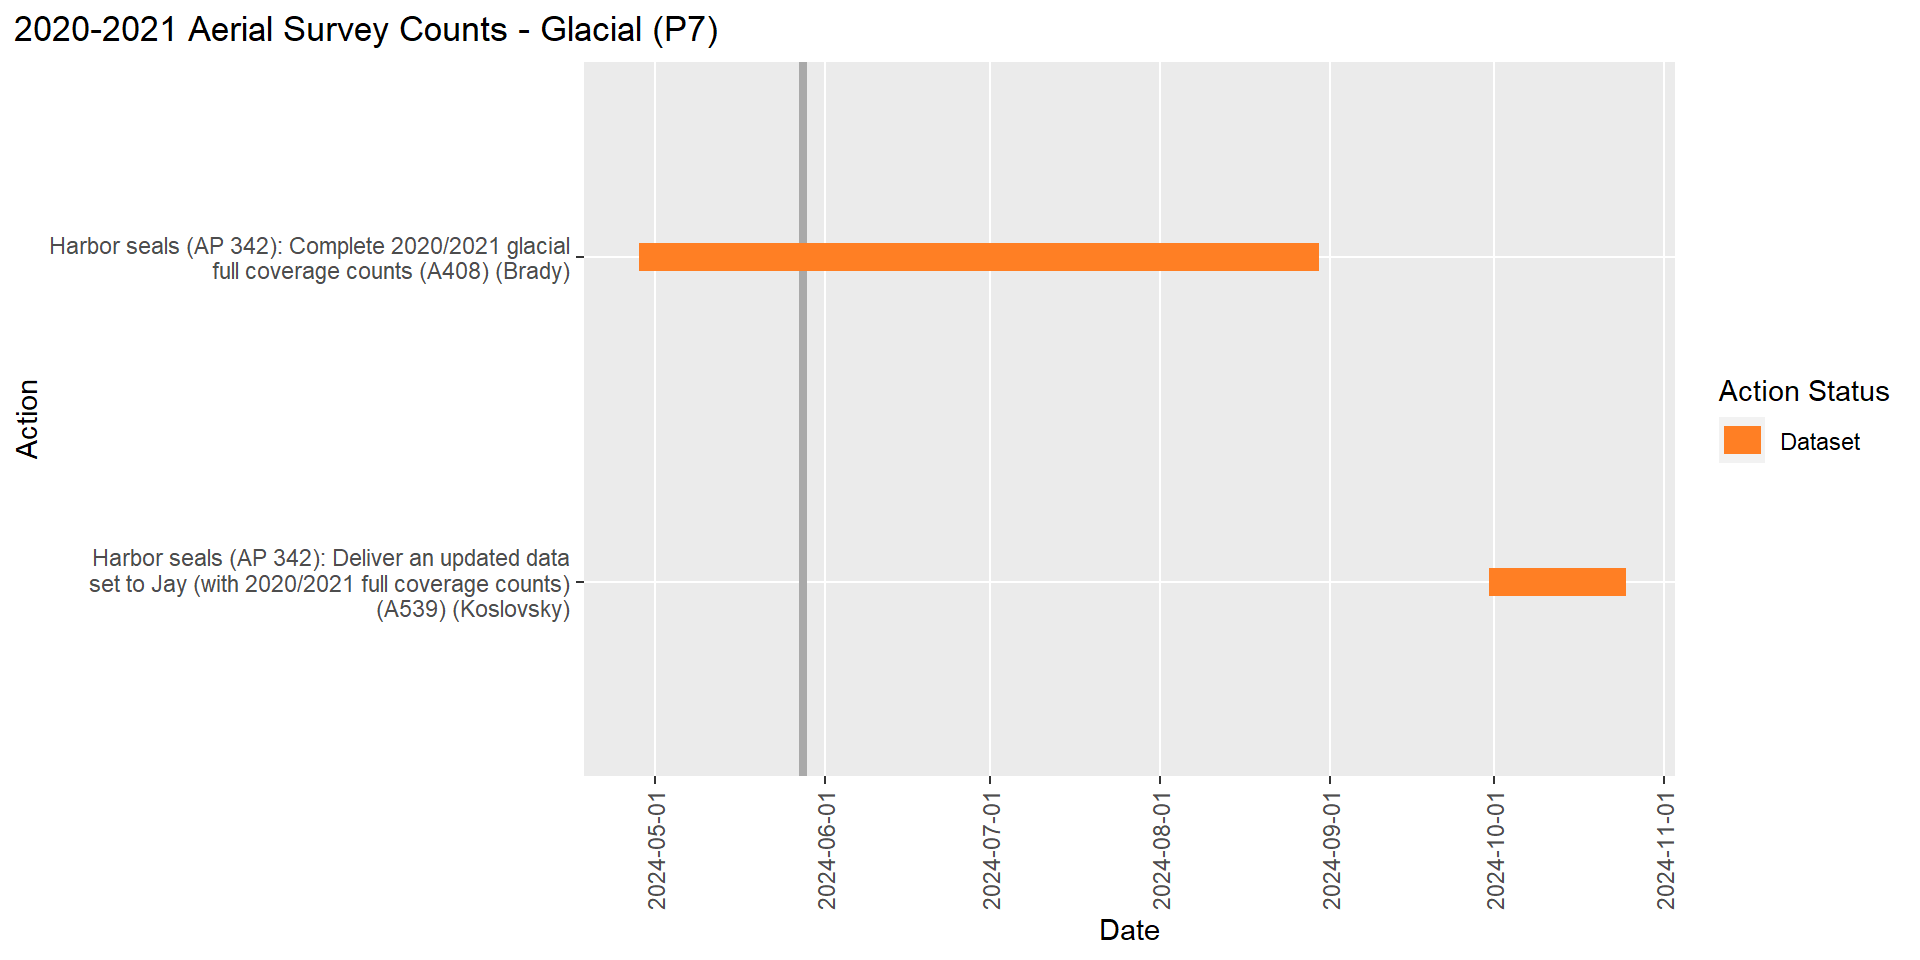 2020-2021 Aerial Survey Counts - Glacial (P7)
Harbor seals (AP 342): Complete 2020/2021 glacial
full coverage counts (A408) (Brady)
Harbor seals (AP 342): Deliver an updated data
set to Jay (with 2020/2021 full coverage counts)
(A539) (Koslovsky)
Action
2024-05-01
2024-06-01
2024-07-01
2024-08-01
2024-09-01
2024-10-01
2024-11-01
Date
Action Status
Dataset